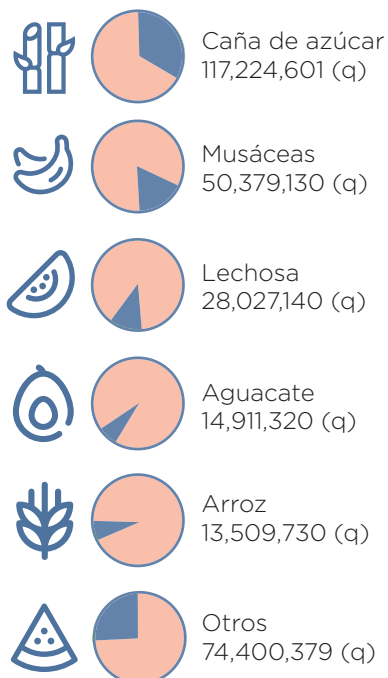 Caña de azúcar
117,224,601 (q)
Musáceas
50,379,130 (q)
Lechosa
28,027,140 (q)
Aguacate
14,911,320 (q)
Arroz
13,509,730 (q)
Otros
74,400,379 (q)